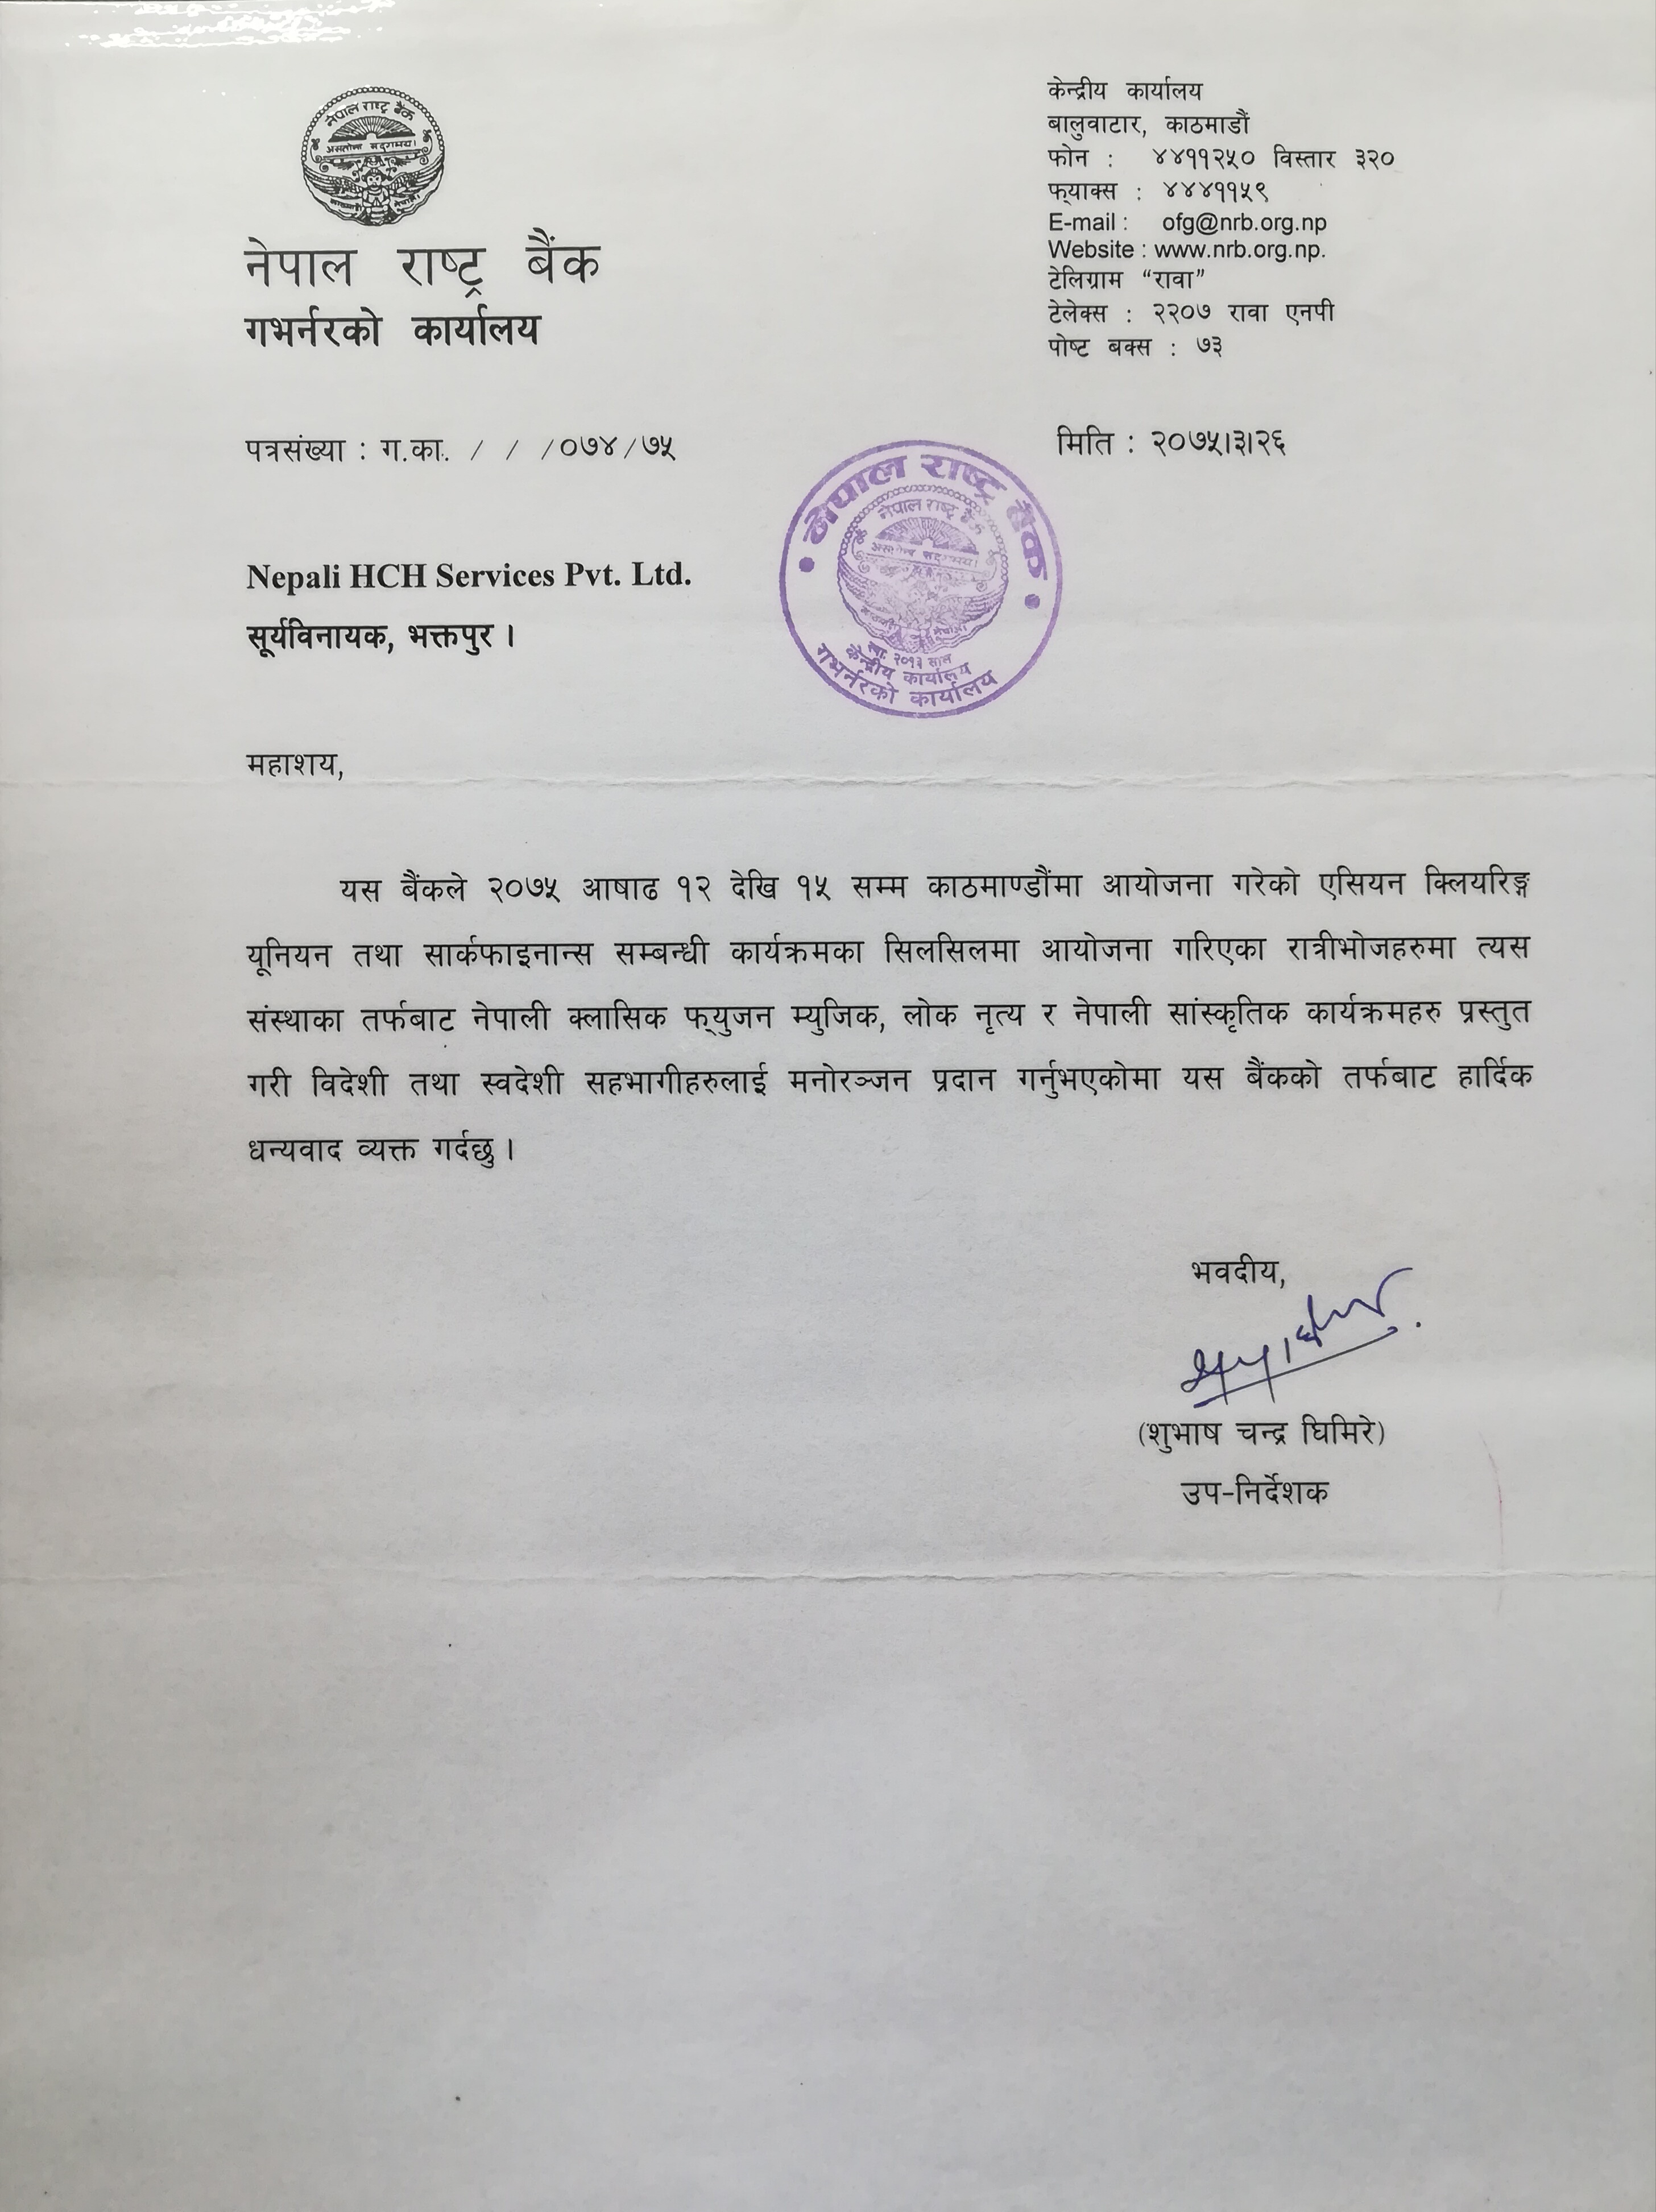 नेपाल राष्ट्र बैंक
असतोमा सद्गमय।
नेपाल राष्ट्र बैंक
गभर्नरको कार्यालय
केन्द्रीय कार्यालय
बालुवाटार, काठमाडौं
फोन : ४४११२५० विस्तार ३२०
फ्याक्स : ४४४११५९
E-mail : ofg@nrb.org.np
Website : www.nrb.org.np.
टेलिग्राम “रावा”
टेलेक्स : २२०७ रावा एनपी
पोष्ट बक्स : ७३
पत्रसंख्या : ग.का. / / /०७४/७५
मिति : २०७५।३।२६
नेपाल राष्ट्र बैंक
नेपाल राष्ट्र बैंक
स्था. २०१३ साल
केन्द्रीय कार्यालय
गभर्नरको कार्यालय
Nepali HCH Services Pvt. Ltd.
सूर्यविनायक, भक्तपुर ।
महाशय,
यस बैंकले २०७५ आषाढ १२ देखि १५ सम्म काठमाण्डौंमा आयोजना गरेको एसियन क्लियरिङ्ग
यूनियन तथा सार्कफाइनान्स सम्बन्धी कार्यक्रमका सिलसिलमा आयोजना गरिएका रात्रीभोजहरुमा त्यस
संस्थाका तर्फबाट नेपाली क्लासिक फ्युजन म्युजिक, लोक नृत्य र नेपाली सांस्कृतिक कार्यक्रमहरु प्रस्तुत
गरी विदेशी तथा स्वदेशी सहभागीहरुलाई मनोरञ्जन प्रदान गर्नुभएकोमा यस बैंकको तर्फबाट हार्दिक
धन्यवाद व्यक्त गर्दछु ।
भवदीय,
(शुभाष चन्द्र घिमिरे)
उप-निर्देशक